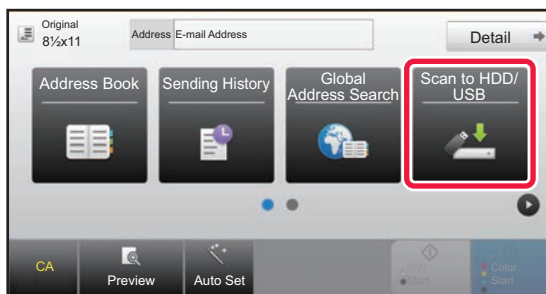 Original
8½x11
Address
E-mail Address
Detail
Address Book
Sending History
Global
Address Search
Scan to HDD/
USB
CA
Preview
Auto Set
B/W
Start
Color
Start